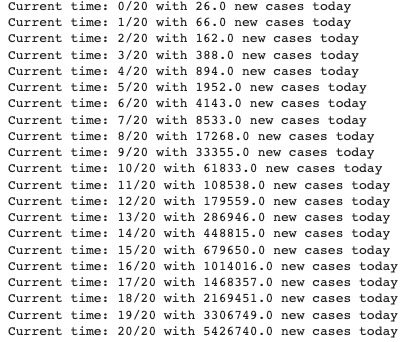 Current time: 0/20 with 26.0 new cases today
Current time: 1/20 with 66.0 new cases today
Current time: 2/20 with 162.0 new cases today
Current time: 3/20 with 388.0 new cases today
Current time: 4/20 with 894.0 new cases today
Current time: 5/20 with 1952.0 new cases today
Current time: 6/20 with 4143.0 new cases today
Current time: 7/20 with 8533.0 new cases today
Current time: 8/20 with 17268.0 new cases today
Current time: 9/20 with 33355.0 new cases today
Current time: 10/20 with 61833.0 new cases today
Current time: 11/20 with 108538.0 new cases today
Current time: 12/20 with 179559.0 new cases today
Current time: 13/20 with 286946.0 new cases today
Current time: 14/20 with 448815.0 new cases today
Current time: 15/20 with 679650.0 new cases today
Current time: 16/20 with 1014016.0 new cases today
Current time: 17/20 with 1468357.0 new cases today
Current time: 18/20 with 2169451.0 new cases today
Current time: 19/20 with 3306749.0 new cases today
Current time: 20/20 with 5426740.0 new cases today